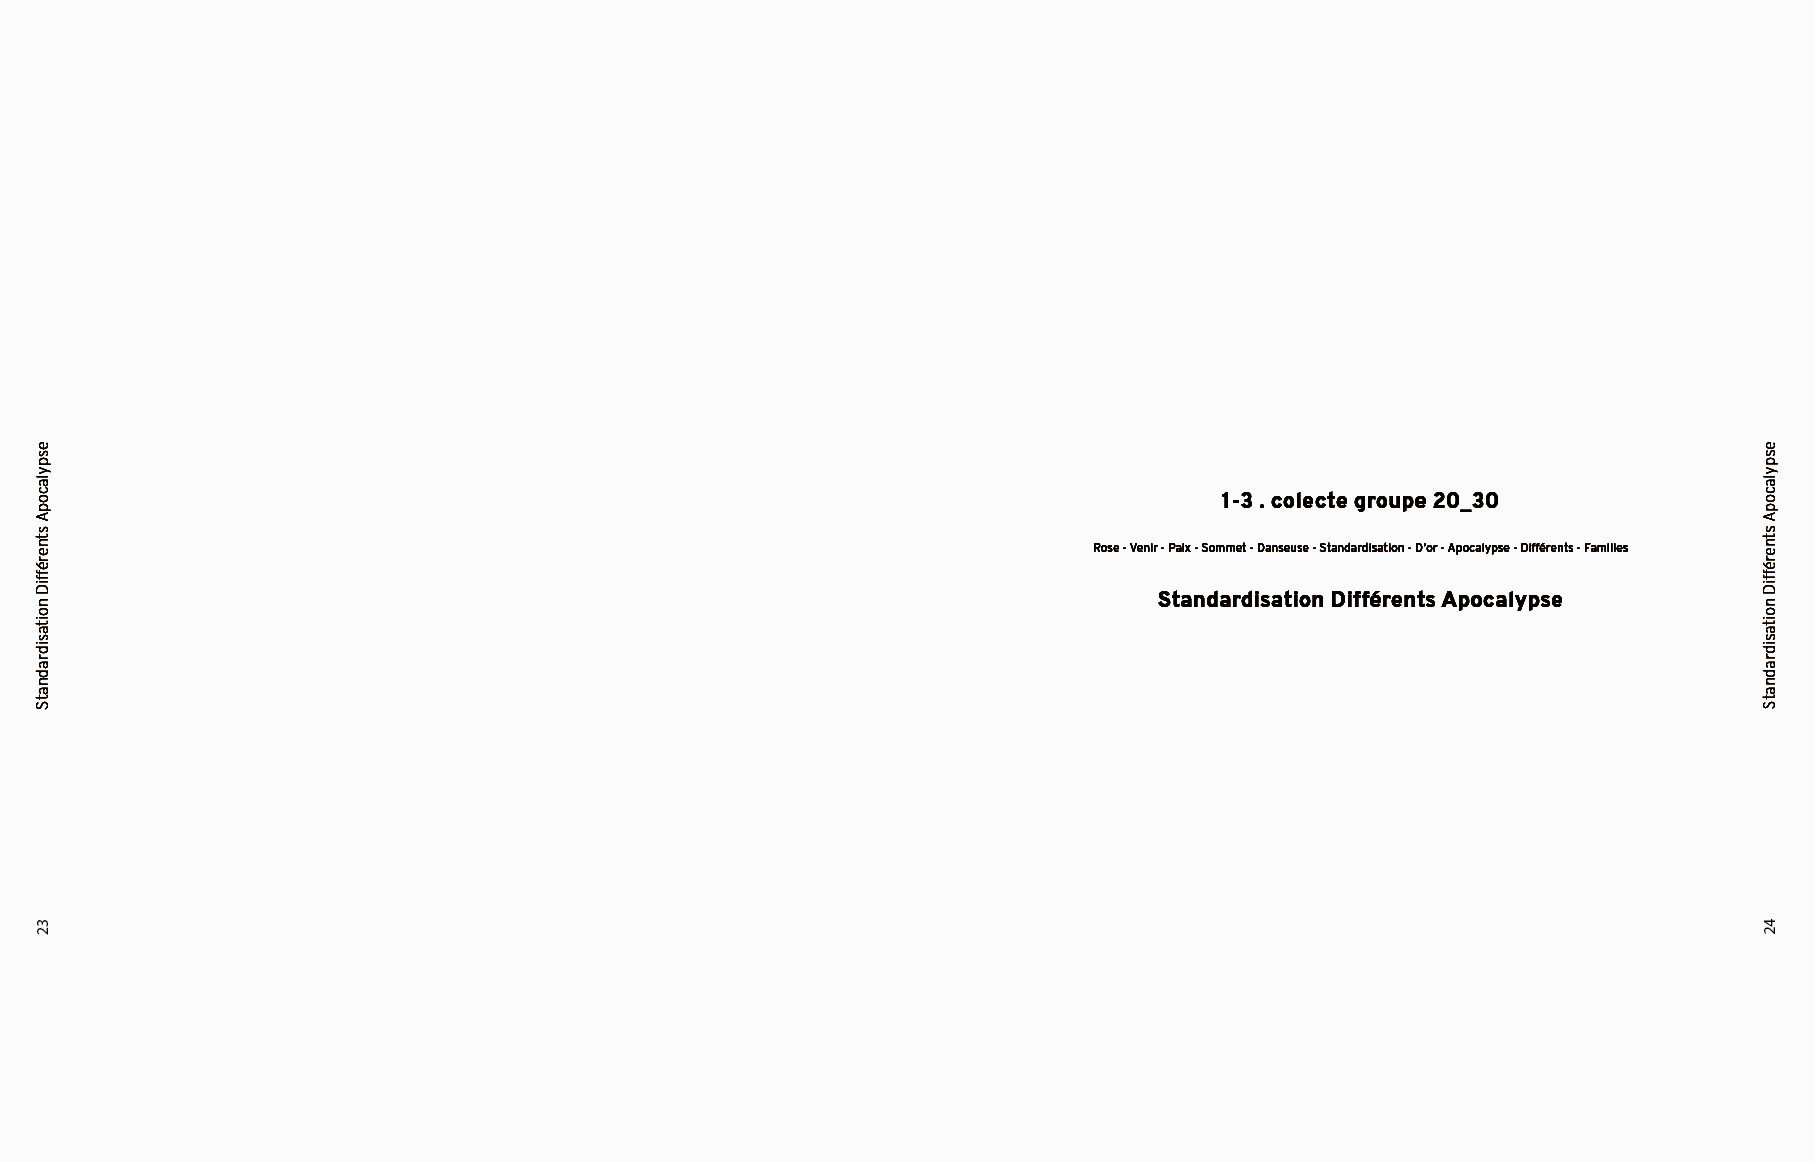 Standardisation Différents Apocalypse
23
1-3 . colecte groupe 20_30
Rose - Venir - Paix - Sommet - Danseuse - Standardisation - D'or - Apocalypse - Différents - Familles
Standardisation Différents Apocalypse
Standardisation Différents Apocalypse
24